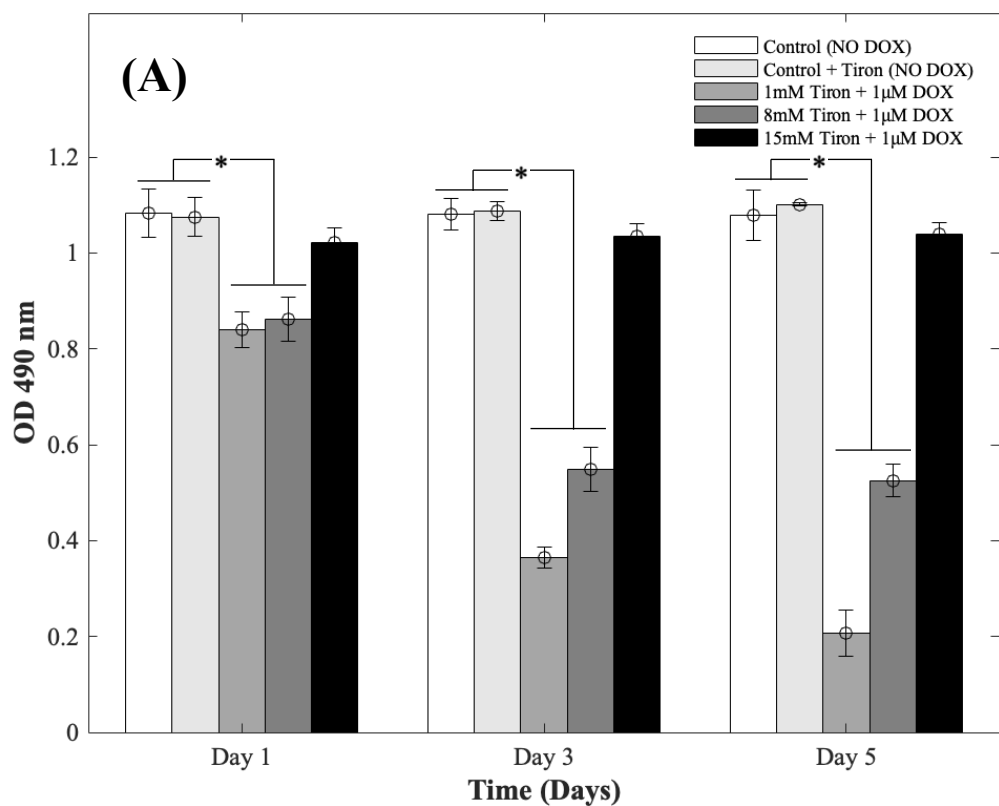 (A)
Control (NO DOX)
Control + Tiron (NO DOX)
1mM Tiron + 1μM DOX
8mM Tiron + 1μM DOX
15mM Tiron + 1μM DOX
1.2
1
0.8
0.6
0.4
0.2
0
OD 490 nm
*
*
*
Day 1
Day 3
Day 5
Time (Days)